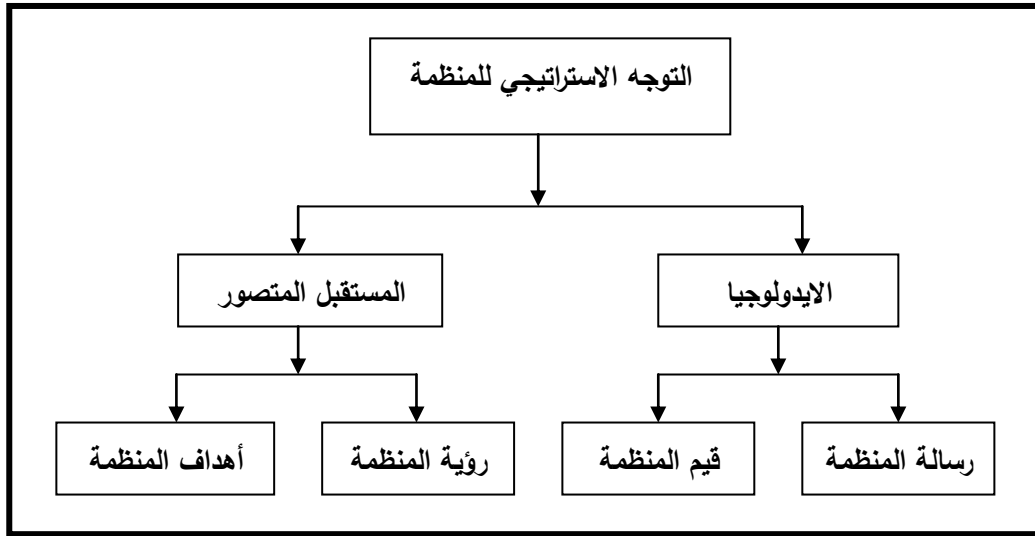 التوجه الاستراتيجي للمنظمة
الايدولوجيا
المستقبل المتصور
رسالة المنظمة
قيم المنظمة
رؤية المنظمة
أهداف المنظمة